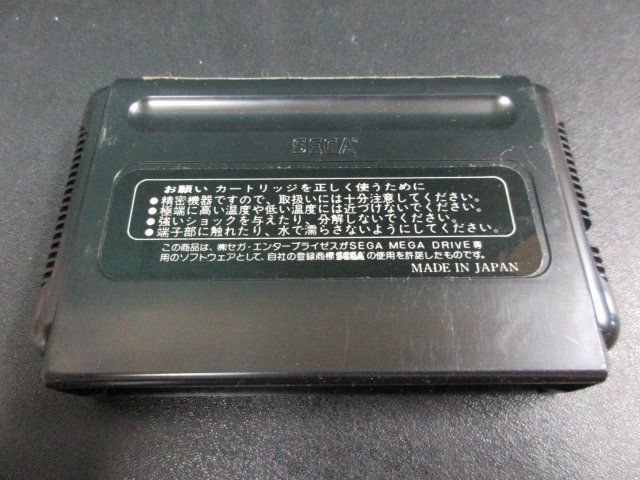 SEGA
お願い カートリッジを正しく使うために
●精密機器ですので、取扱いには十分注意してください。
●極端に高い温度や低い温度には近づけないでください。
●強いショックを与えたり、分解しないでください。
●端子部に触れたり、水で濡らさないようにしてください。
この商品は、㈱セガ・エンタープライゼスがSEGA MEGA DRIVE専
用のソフトウェアとして、自社の登録商標SEGAの使用を許諾したものです。
MADE IN JAPAN